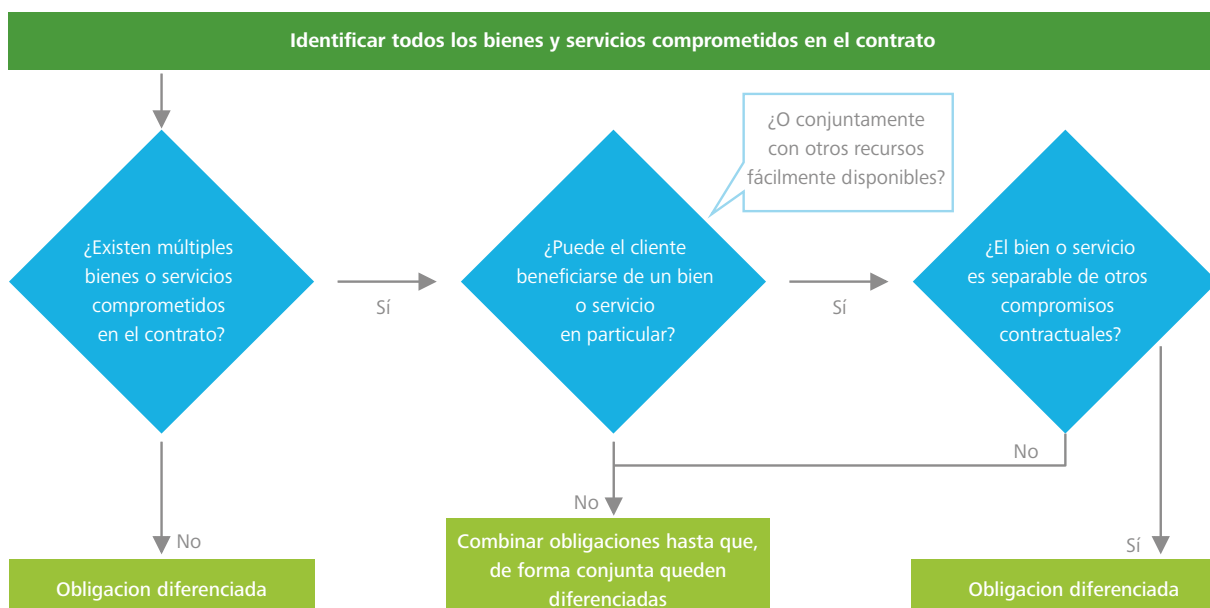 Identificar todos los bienes y servicios comprometidos en el contrato
¿O conjuntamente
con otros recursos
fácilmente disponibles?
¿Existen múltiples
bienes o servicios
comprometidos
en el contrato?
Sí
¿Puede el cliente
beneficiarse de un bien
o servicio
en particular?
Sí
¿El bien o servicio
es separable de otros
compromisos
contractuales?
No
No
No
Sí
Obligacion diferenciada
Combinar obligaciones hasta que,
de forma conjunta queden
diferenciadas
Obligacion diferenciada